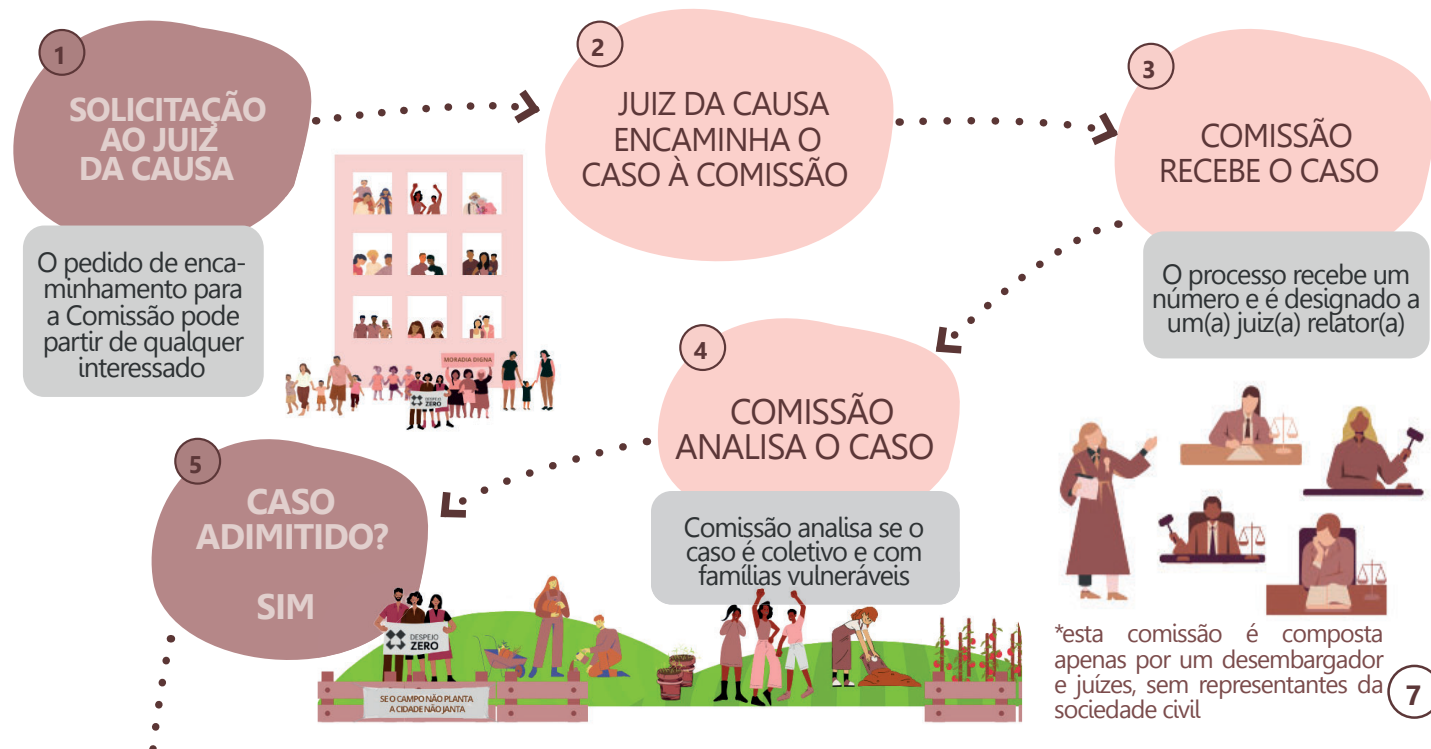 1
SOLICITAÇÃO
AO JUIZ
DA CAUSA
O pedido de enca-
minhamento para
a Comissão pode
partir de qualquer
interessado
2
JUIZ DA CAUSA
ENCAMINHA O
CASO À COMISSÃO
3
COMISSÃO
RECEBE O CASO
O processo recebe um
número e é designado a
um(a) juiz(a) relator(a)
MORADIA DIGNA
DESPEJO
ZERO
4
COMISSÃO
ANALISA O CASO
Comissão analisa se o
caso é coletivo e com
famílias vulneráveis
5
CASO
ADIMITIDO?
SIM
DESPEJO
ZERO
SE O CAMPO NÃO PLANTA
A CIDADE NÃO JANTA
*esta comissão é composta
apenas por um desembargador
e juízes, sem representantes da
sociedade civil
7